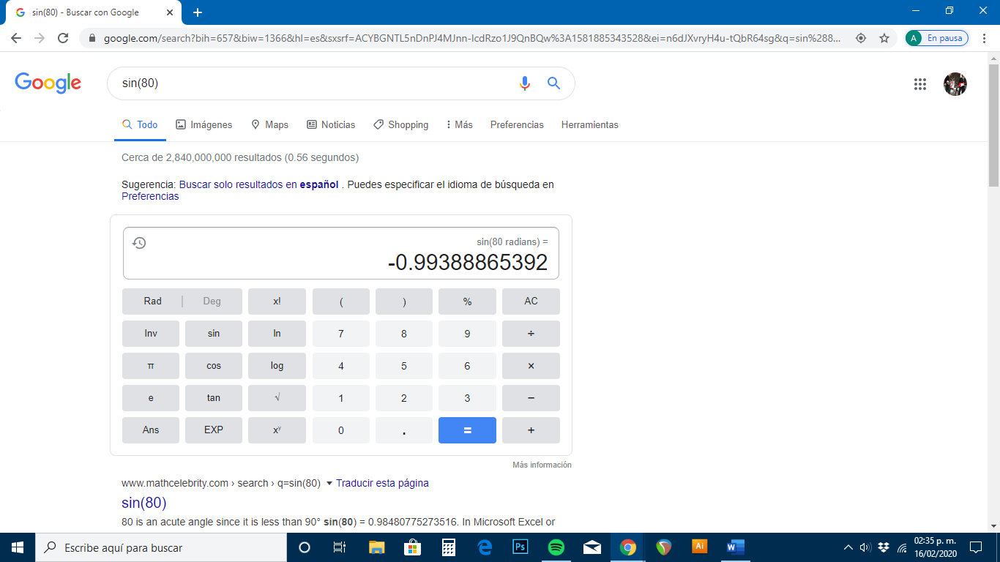 sin(80) - Buscar con Google
google.com/search?bih=657&biw=1366&hl=es&sxsrf=ACYBGNTL5nDnPJ4MJnn-IcdRzo1J9QnBQw%3A1581885343528&ei=n6dJXvryH4u-tQbR64sg&q=sin%288...
A En pausa
Google
sin(80)
Todo Imágenes Maps Noticias Shopping Más Preferencias Herramientas
Cerca de 2,840,000,000 resultados (0.56 segundos)
Sugerencia: Buscar solo resultados en español . Puedes especificar el idioma de búsqueda en
Preferencias
sin(80 radians) =
-0.99388865392
Rad | Deg x! ( ) % AC
Inv sin ln 7 8 9 ÷
π cos log 4 5 6 ×
e tan √ 1 2 3 −
Ans EXP xʸ 0 . = +
Más información
www.mathcelebrity.com › search › q=sin(80) Traducir esta página
sin(80)
80 is an acute angle since it is less than 90° sin(80) = 0.98480775273516. In Microsoft Excel or
Escribe aquí para buscar
Ps
Ai
W
02:35 p. m.
16/02/2020